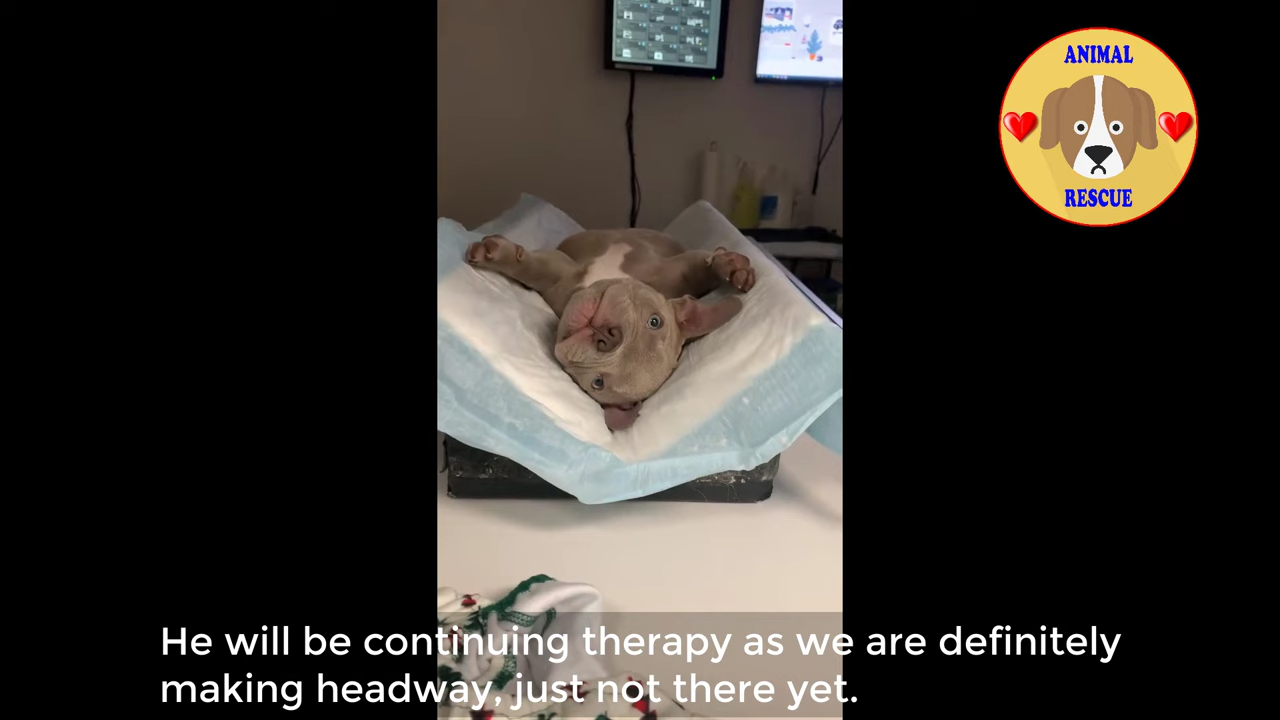 ANIMAL
RESCUE
He will be continuing therapy as we are definitely
making headway, just not there yet.